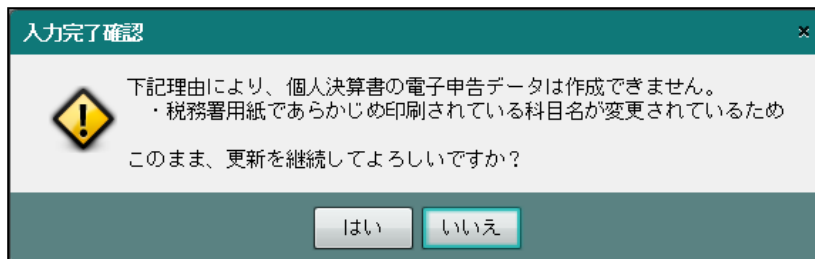 入力完了確認
×
下記理由により、個人決算書の電子申告データは作成できません。
・税務署用紙であらかじめ印刷されている科目名が変更されているため
このまま、更新を継続してよろしいですか？
はい
いいえ